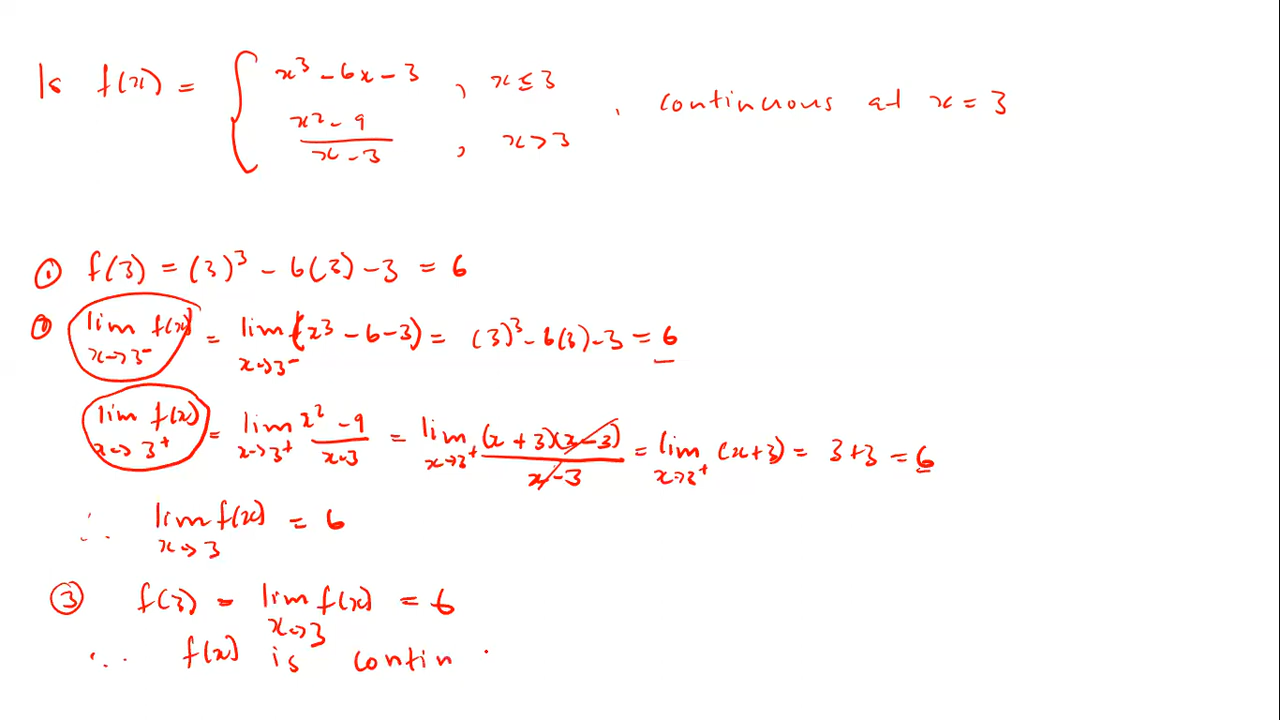 Is f(x) = { x³ - 6x - 3 , x ≤ 3
(x² - 9)/(x - 3) , x > 3 , continuous at x = 3
① f(3) = (3)³ - 6(3) - 3 = 6
② lim x→3⁻ f(x) = lim x→3⁻ (x³ - 6 - 3) = (3)³ - 6(3) - 3 = 6
lim x→3⁺ f(x) = lim x→3⁺ (x² - 9)/(x - 3) = lim x→3⁺ (x + 3)(x - 3)/(x - 3) = lim x→3⁺ (x + 3) = 3 + 3 = 6
∴ lim x→3 f(x) = 6
③ f(3) = lim x→3 f(x) = 6
∴ f(x) is contin